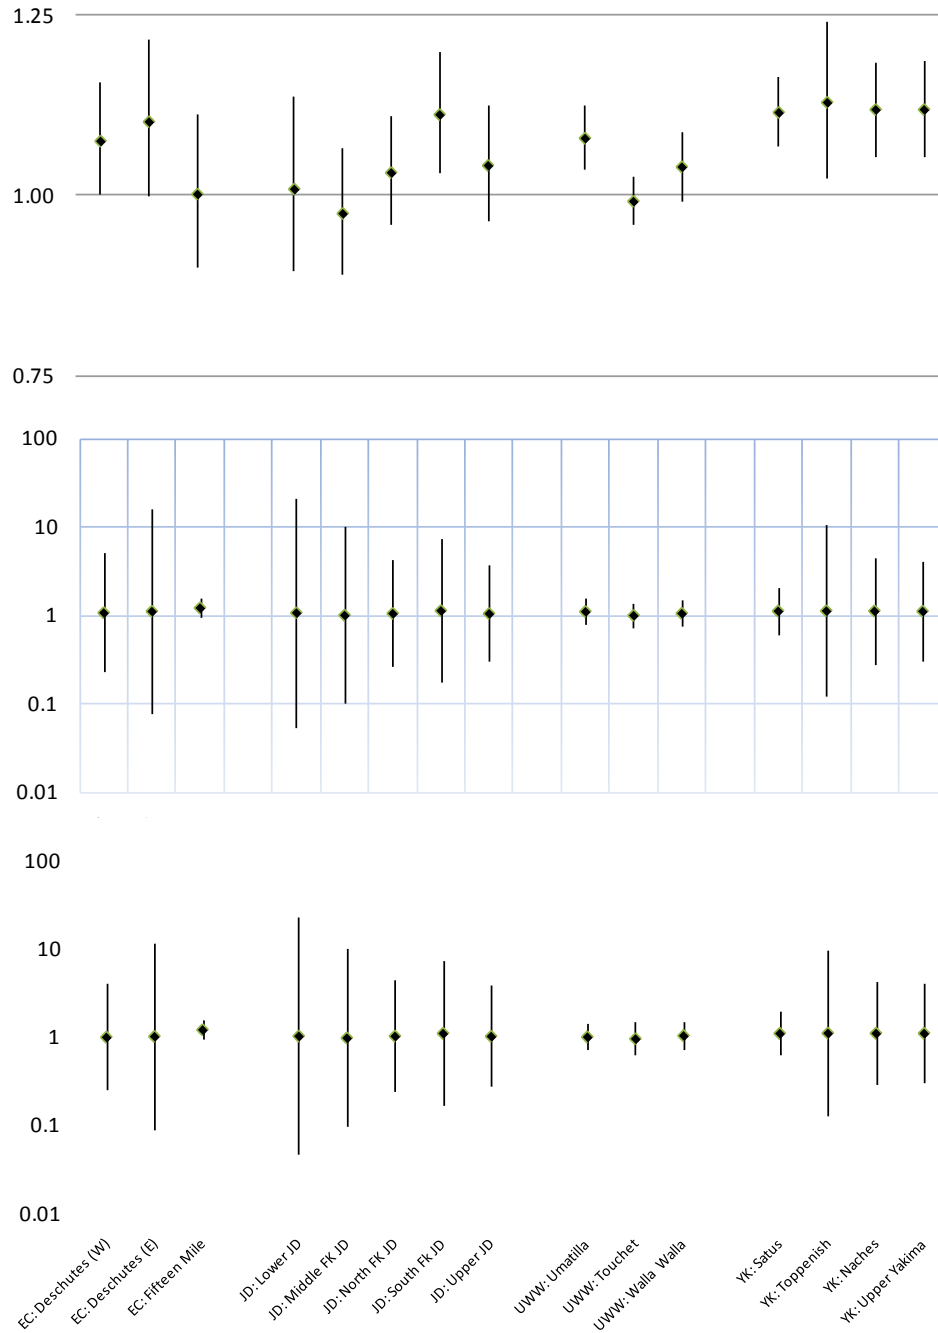 1.25
1.00
0.75
100
10
1
0.1
0.01
100
10
1
0.1
0.01
EC: Deschutes (W)
EC: Deschutes (E)
EC: Fifteen Mile
JD: Lower JD
JD: Middle FK JD
JD: North FK JD
JD: South FK JD
JD: Upper JD
UWW: Umatilla
UWW: Touchet
UWW: Walla Walla
YK: Satus
YK: Toppenish
YK: Naches
YK: Upper Yakima